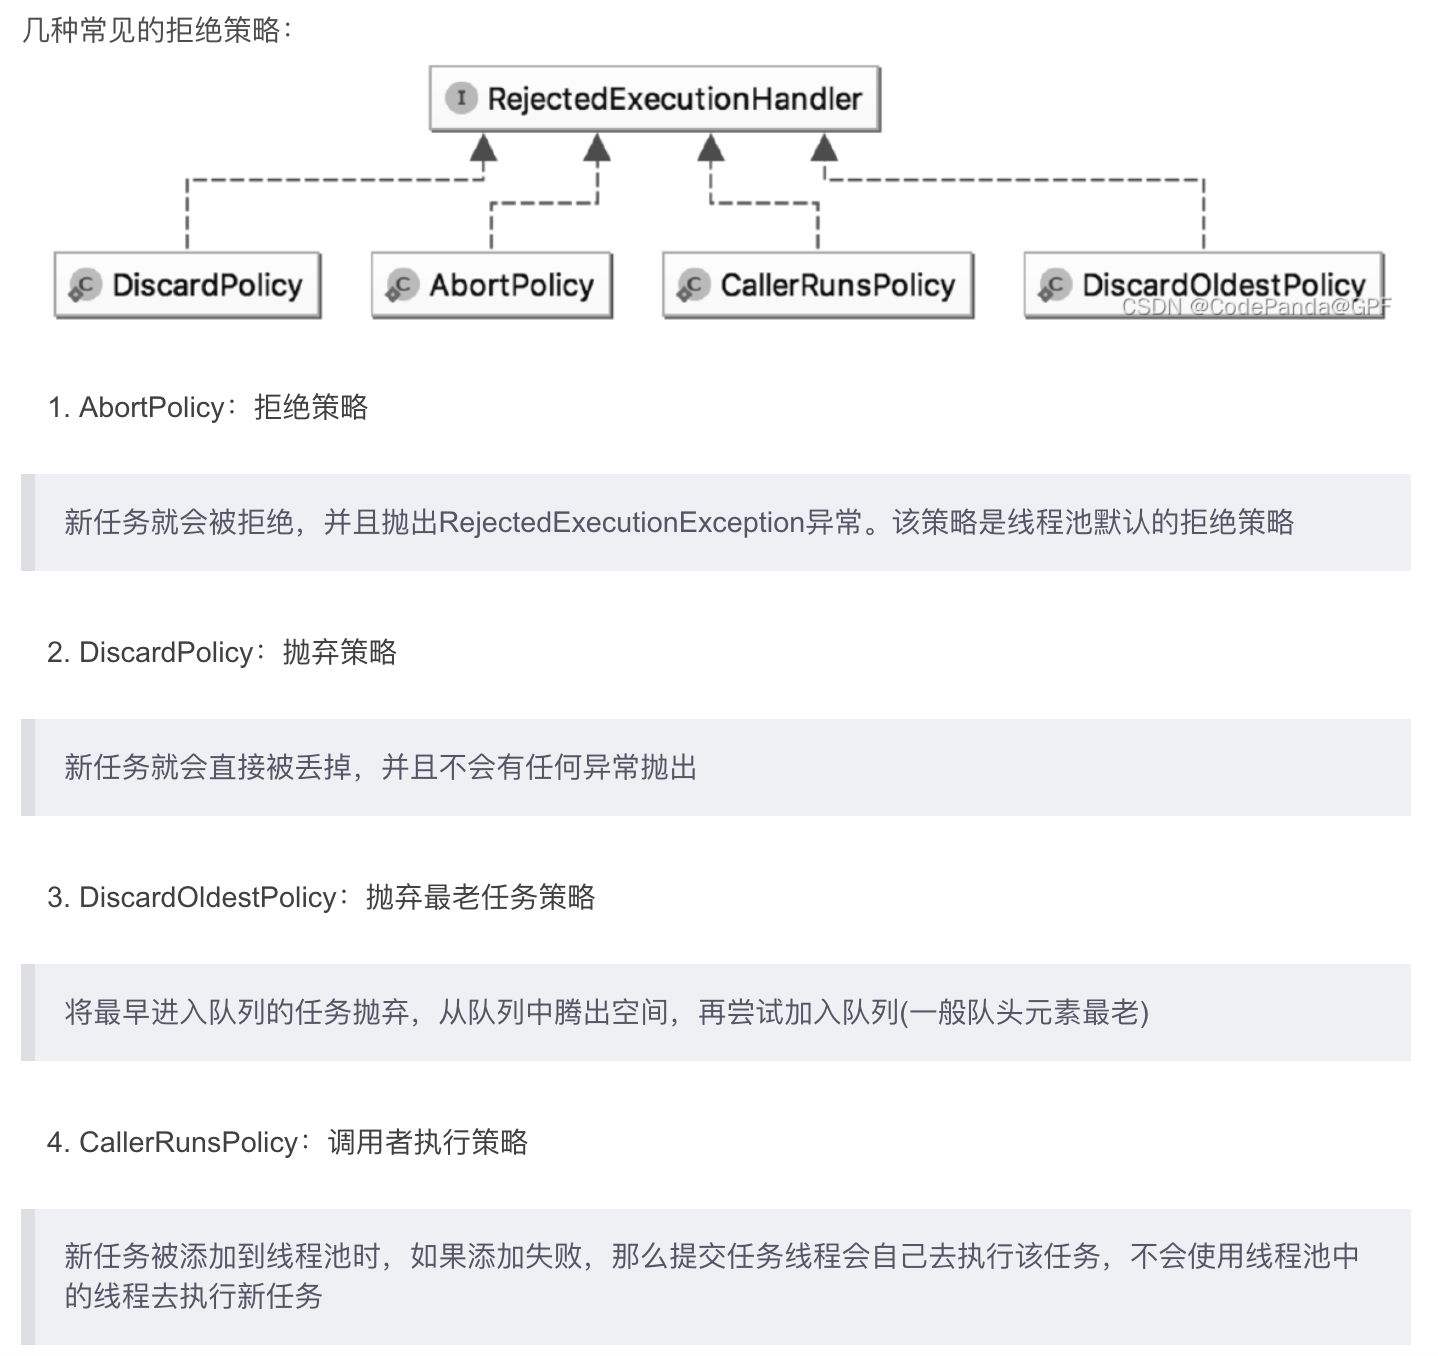 几种常见的拒绝策略：
I RejectedExecutionHandler
C DiscardPolicy
C AbortPolicy
C CallerRunsPolicy
C DiscardOldestPolicy
CSDN @CodePanda@GPF
1. AbortPolicy：拒绝策略
新任务就会被拒绝，并且抛出RejectedExecutionException异常。该策略是线程池默认的拒绝策略
2. DiscardPolicy：抛弃策略
新任务就会直接被丢掉，并且不会有任何异常抛出
3. DiscardOldestPolicy：抛弃最老任务策略
将最早进入队列的任务抛弃，从队列中腾出空间，再尝试加入队列(一般队头元素最老)
4. CallerRunsPolicy：调用者执行策略
新任务被添加到线程池时，如果添加失败，那么提交任务线程会自己去执行该任务，不会使用线程池中
的线程去执行新任务